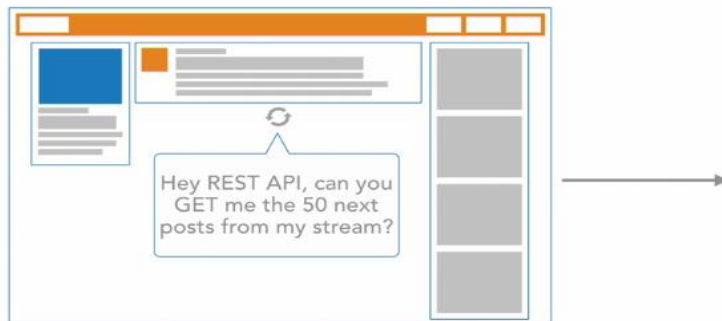 Hey REST API, can you
GET me the 50 next
posts from my stream?